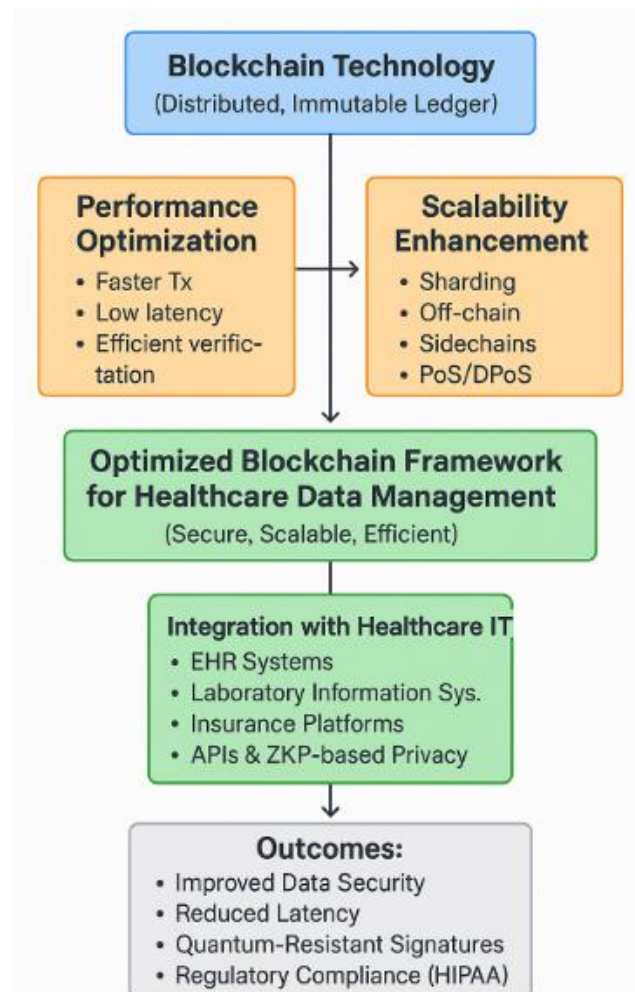 Blockchain Technology
(Distributed, Immutable Ledger)
Performance
Optimization
• Faster Tx
• Low latency
• Efficient verific-
tation
Scalability
Enhancement
• Sharding
• Off-chain
• Sidechains
• PoS/DPoS
Optimized Blockchain Framework
for Healthcare Data Management
(Secure, Scalable, Efficient)
Integration with Healthcare IT
• EHR Systems
• Laboratory Information Sys.
• Insurance Platforms
• APIs & ZKP-based Privacy
Outcomes:
• Improved Data Security
• Reduced Latency
• Quantum-Resistant Signatures
• Regulatory Compliance (HIPAA)